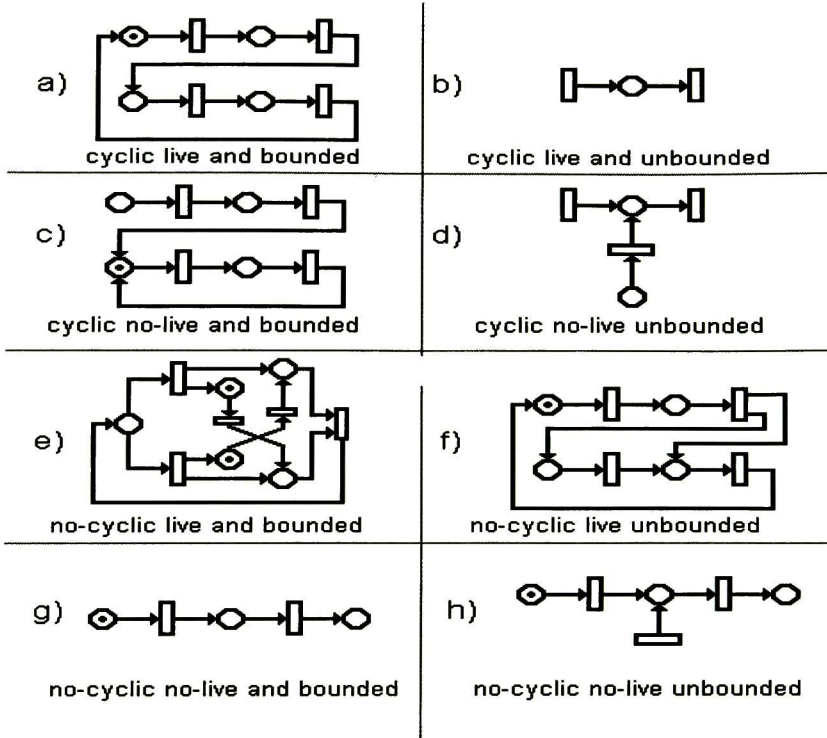 a)
cyclic live and bounded
b)
cyclic live and unbounded
c)
cyclic no-live and bounded
d)
cyclic no-live unbounded
e)
no-cyclic live and bounded
f)
no-cyclic live unbounded
g)
no-cyclic no-live and bounded
h)
no-cyclic no-live unbounded